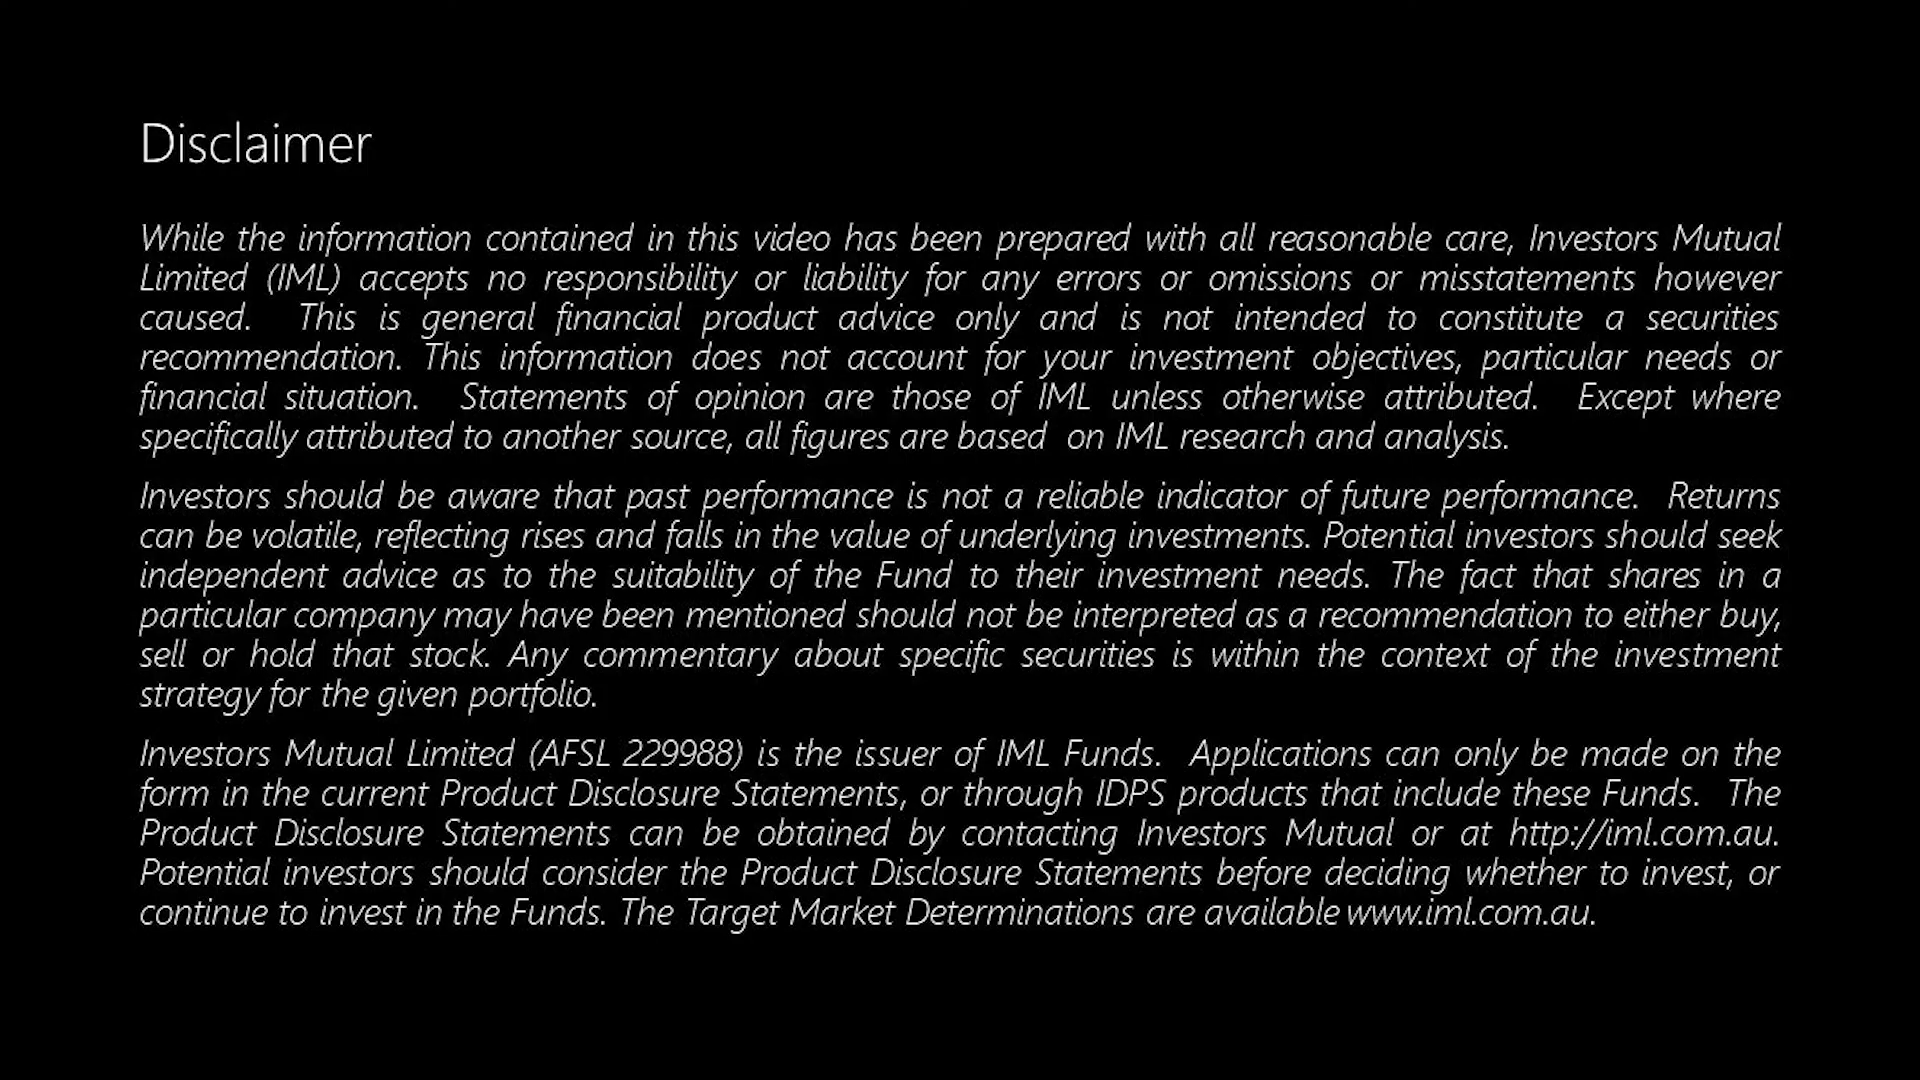 Disclaimer
While the information contained in this video has been prepared with all reasonable care, Investors Mutual
Limited (IML) accepts no responsibility or liability for any errors or omissions or misstatements however
caused.  This is general financial product advice only and is not intended to constitute a securities
recommendation. This information does not account for your investment objectives, particular needs or
financial situation.  Statements of opinion are those of IML unless otherwise attributed.  Except where
specifically attributed to another source, all figures are based  on IML research and analysis.
Investors should be aware that past performance is not a reliable indicator of future performance.  Returns
can be volatile, reflecting rises and falls in the value of underlying investments. Potential investors should seek
independent advice as to the suitability of the Fund to their investment needs. The fact that shares in a
particular company may have been mentioned should not be interpreted as a recommendation to either buy,
sell or hold that stock. Any commentary about specific securities is within the context of the investment
strategy for the given portfolio.
Investors Mutual Limited (AFSL 229988) is the issuer of IML Funds.  Applications can only be made on the
form in the current Product Disclosure Statements, or through IDPS products that include these Funds.  The
Product Disclosure Statements can be obtained by contacting Investors Mutual or at http://iml.com.au.
Potential investors should consider the Product Disclosure Statements before deciding whether to invest, or
continue to invest in the Funds. The Target Market Determinations are available www.iml.com.au.